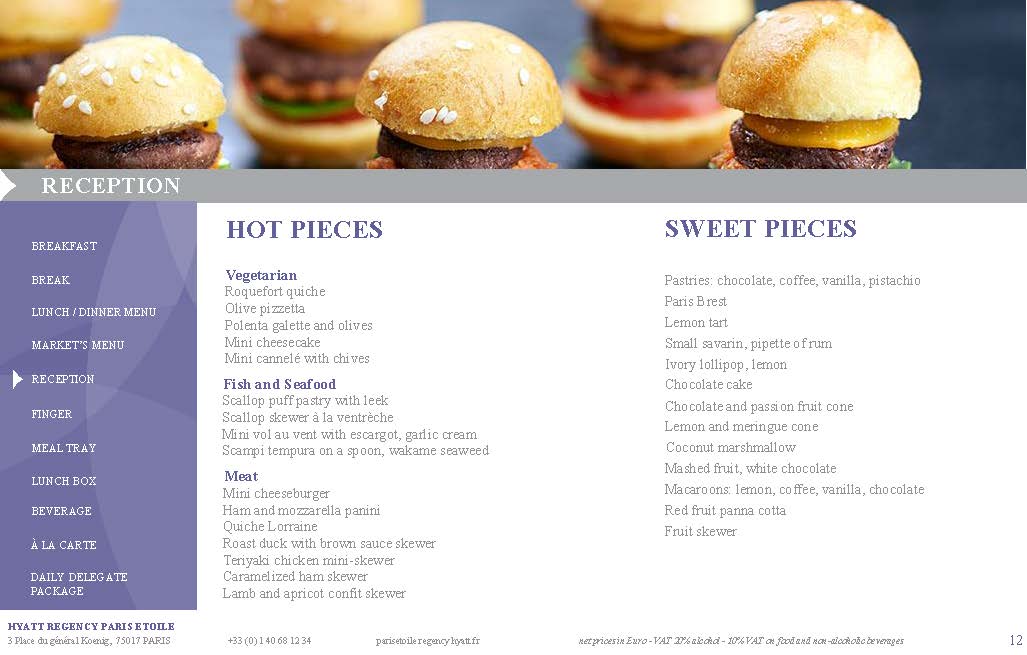 RECEPTION
BREAKFAST
BREAK
LUNCH / DINNER MENU
MARKET'S MENU
RECEPTION
FINGER
MEAL TRAY
LUNCH BOX
BEVERAGE
À LA CARTE
DAILY DELEGATE
PACKAGE
HOT PIECES
Vegetarian
Roquefort quiche
Olive pizzetta
Polenta galette and olives
Mini cheesecake
Mini cannelé with chives
Fish and Seafood
Scallop puff pastry with leek
Scallop skewer à la ventrèche
Mini vol au vent with escargot, garlic cream
Scampi tempura on a spoon, wakame seaweed
Meat
Mini cheeseburger
Ham and mozzarella panini
Quiche Lorraine
Roast duck with brown sauce skewer
Teriyaki chicken mini-skewer
Caramelized ham skewer
Lamb and apricot confit skewer
SWEET PIECES
Pastries: chocolate, coffee, vanilla, pistachio
Paris Brest
Lemon tart
Small savarin, pipette of rum
Ivory lollipop, lemon
Chocolate cake
Chocolate and passion fruit cone
Lemon and meringue cone
Coconut marshmallow
Mashed fruit, white chocolate
Macaroons: lemon, coffee, vanilla, chocolate
Red fruit panna cotta
Fruit skewer
HYATT REGENCY PARIS ETOILE
3 Place du général Koenig, 75017 PARIS
+33 (0) 1 40 68 12 34
parisetoile.regency.hyatt.fr
net prices in Euro - VAT 20% alcohol - 10% VAT on food and non-alcoholic beverages
12